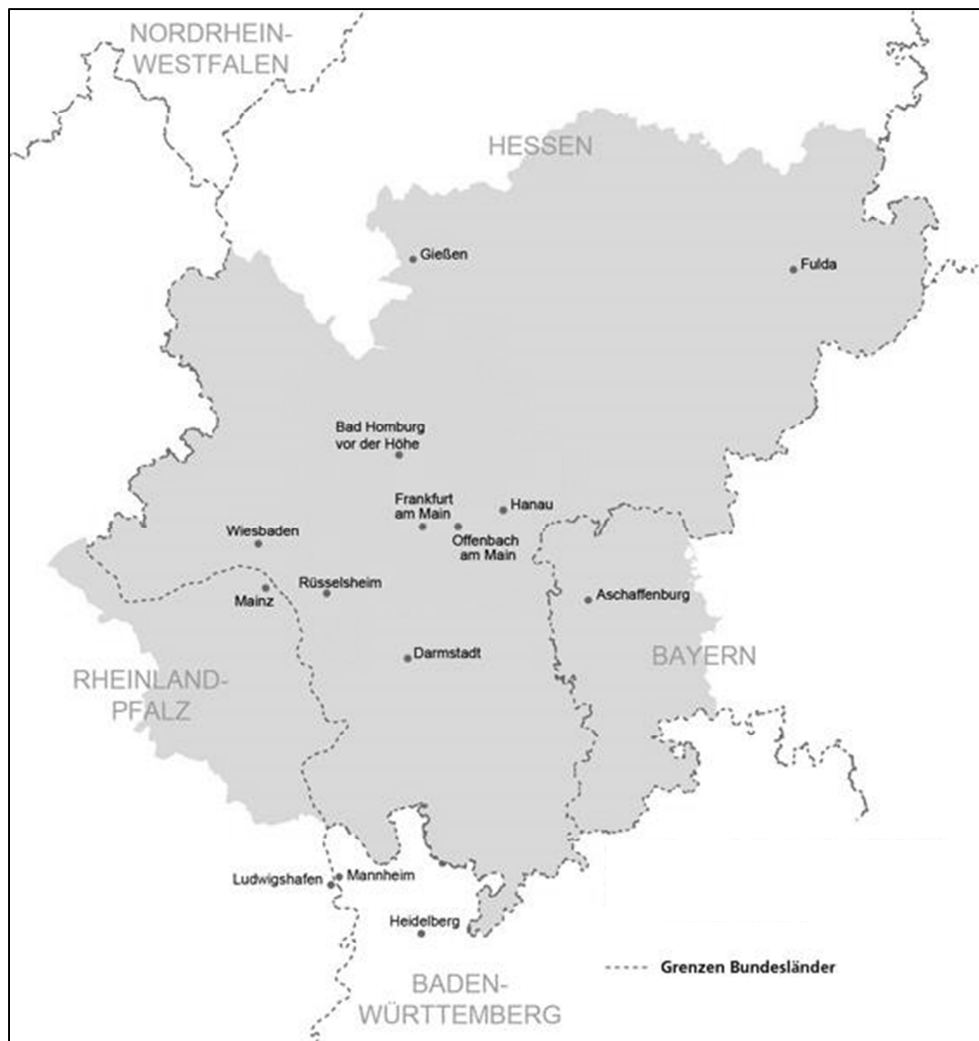 NORDRHEIN-
WESTFALEN
HESSEN
Gießen
Fulda
Bad Homburg
vor der Höhe
Frankfurt
am Main
Hanau
Offenbach
am Main
Wiesbaden
Mainz
Rüsselsheim
Aschaffenburg
Darmstadt
BAYERN
RHEINLAND-
PFALZ
Mannheim
Ludwigshafen
Heidelberg
Grenzen Bundesländer
BADEN-
WÜRTTEMBERG